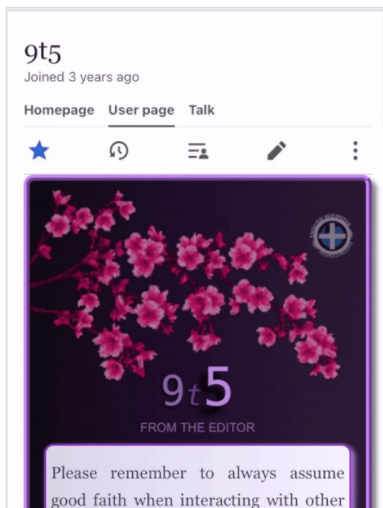 9t5
Joined 3 years ago
Homepage User page Talk
9t5
FROM THE EDITOR
Please remember to always assume
good faith when interacting with other